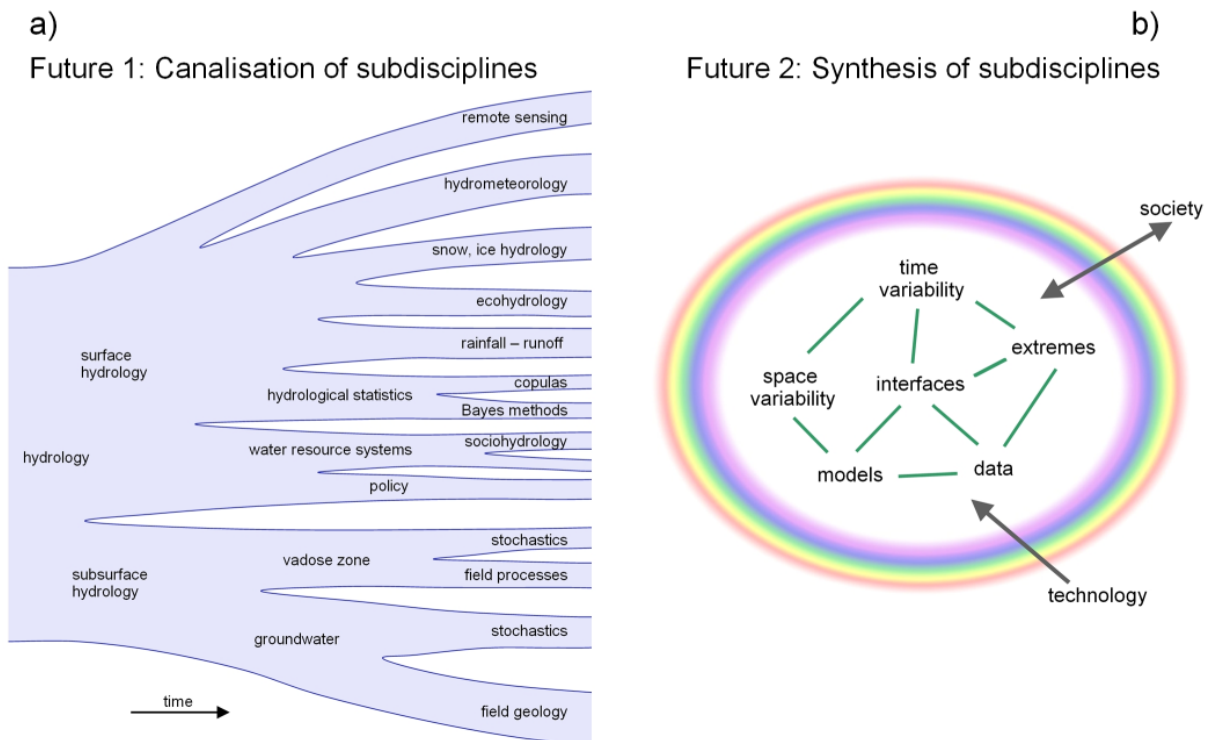 a)
Future 1: Canalisation of subdisciplines
remote sensing
hydrometeorology
snow, ice hydrology
ecohydrology
rainfall – runoff
surface
hydrology
copulas
hydrological statistics
Bayes methods
sociohydrology
water resource systems
hydrology
policy
stochastics
vadose zone
field processes
subsurface
hydrology
stochastics
groundwater
time
field geology
b)
Future 2: Synthesis of subdisciplines
society
time
variability
extremes
space
variability
interfaces
models
data
technology